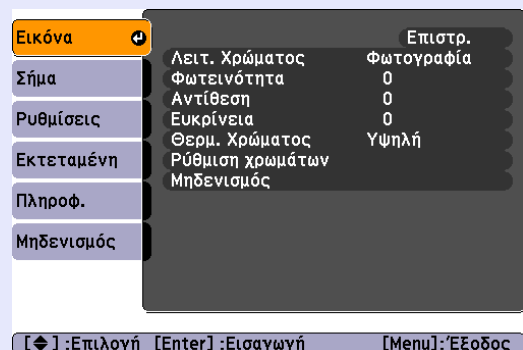 Εικόνα
Σήμα
Ρυθμίσεις
Εκτεταμένη
Πληροφ.
Μηδενισμός
Επιστρ.
Λειτ. Χρώματος Φωτογραφία
Φωτεινότητα 0
Αντίθεση 0
Ευκρίνεια 0
Θερμ. Χρώματος Υψηλή
Ρύθμιση χρωμάτων
Μηδενισμός
[◆] :Επιλογή [Enter] :Εισαγωγή [Menu]:Έξοδος